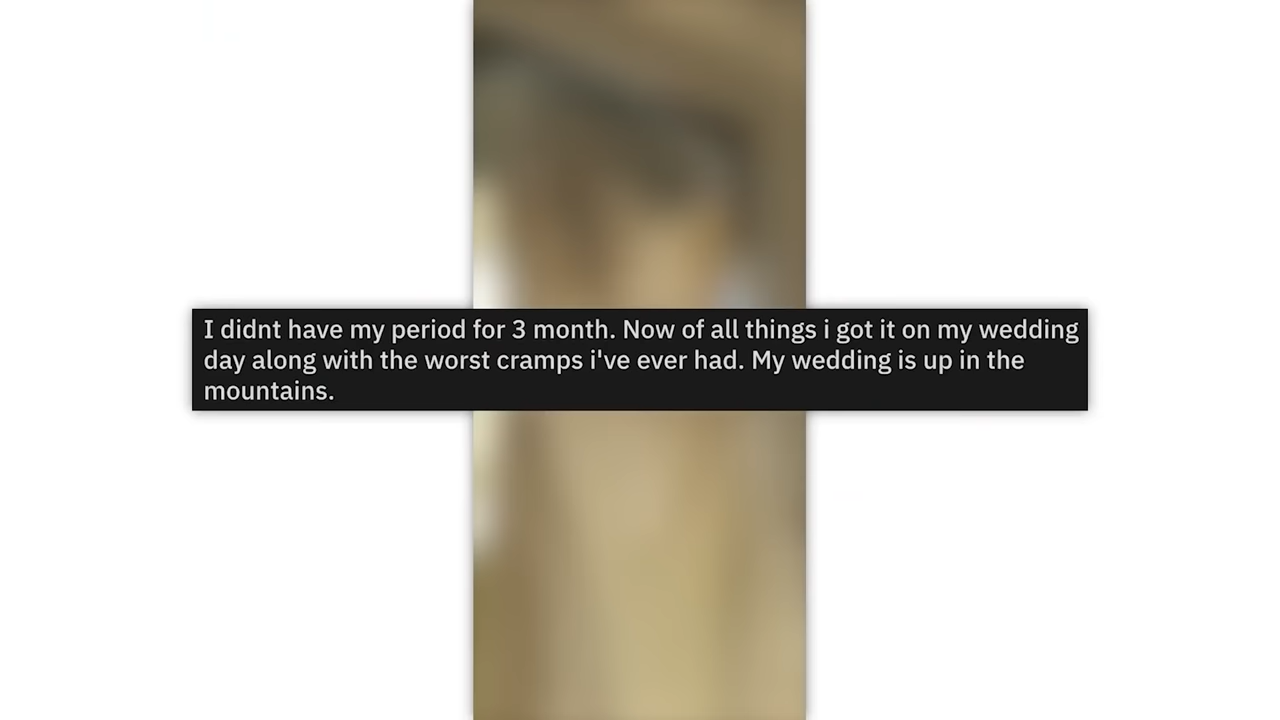 I didnt have my period for 3 month. Now of all things i got it on my wedding
day along with the worst cramps i've ever had. My wedding is up in the
mountains.